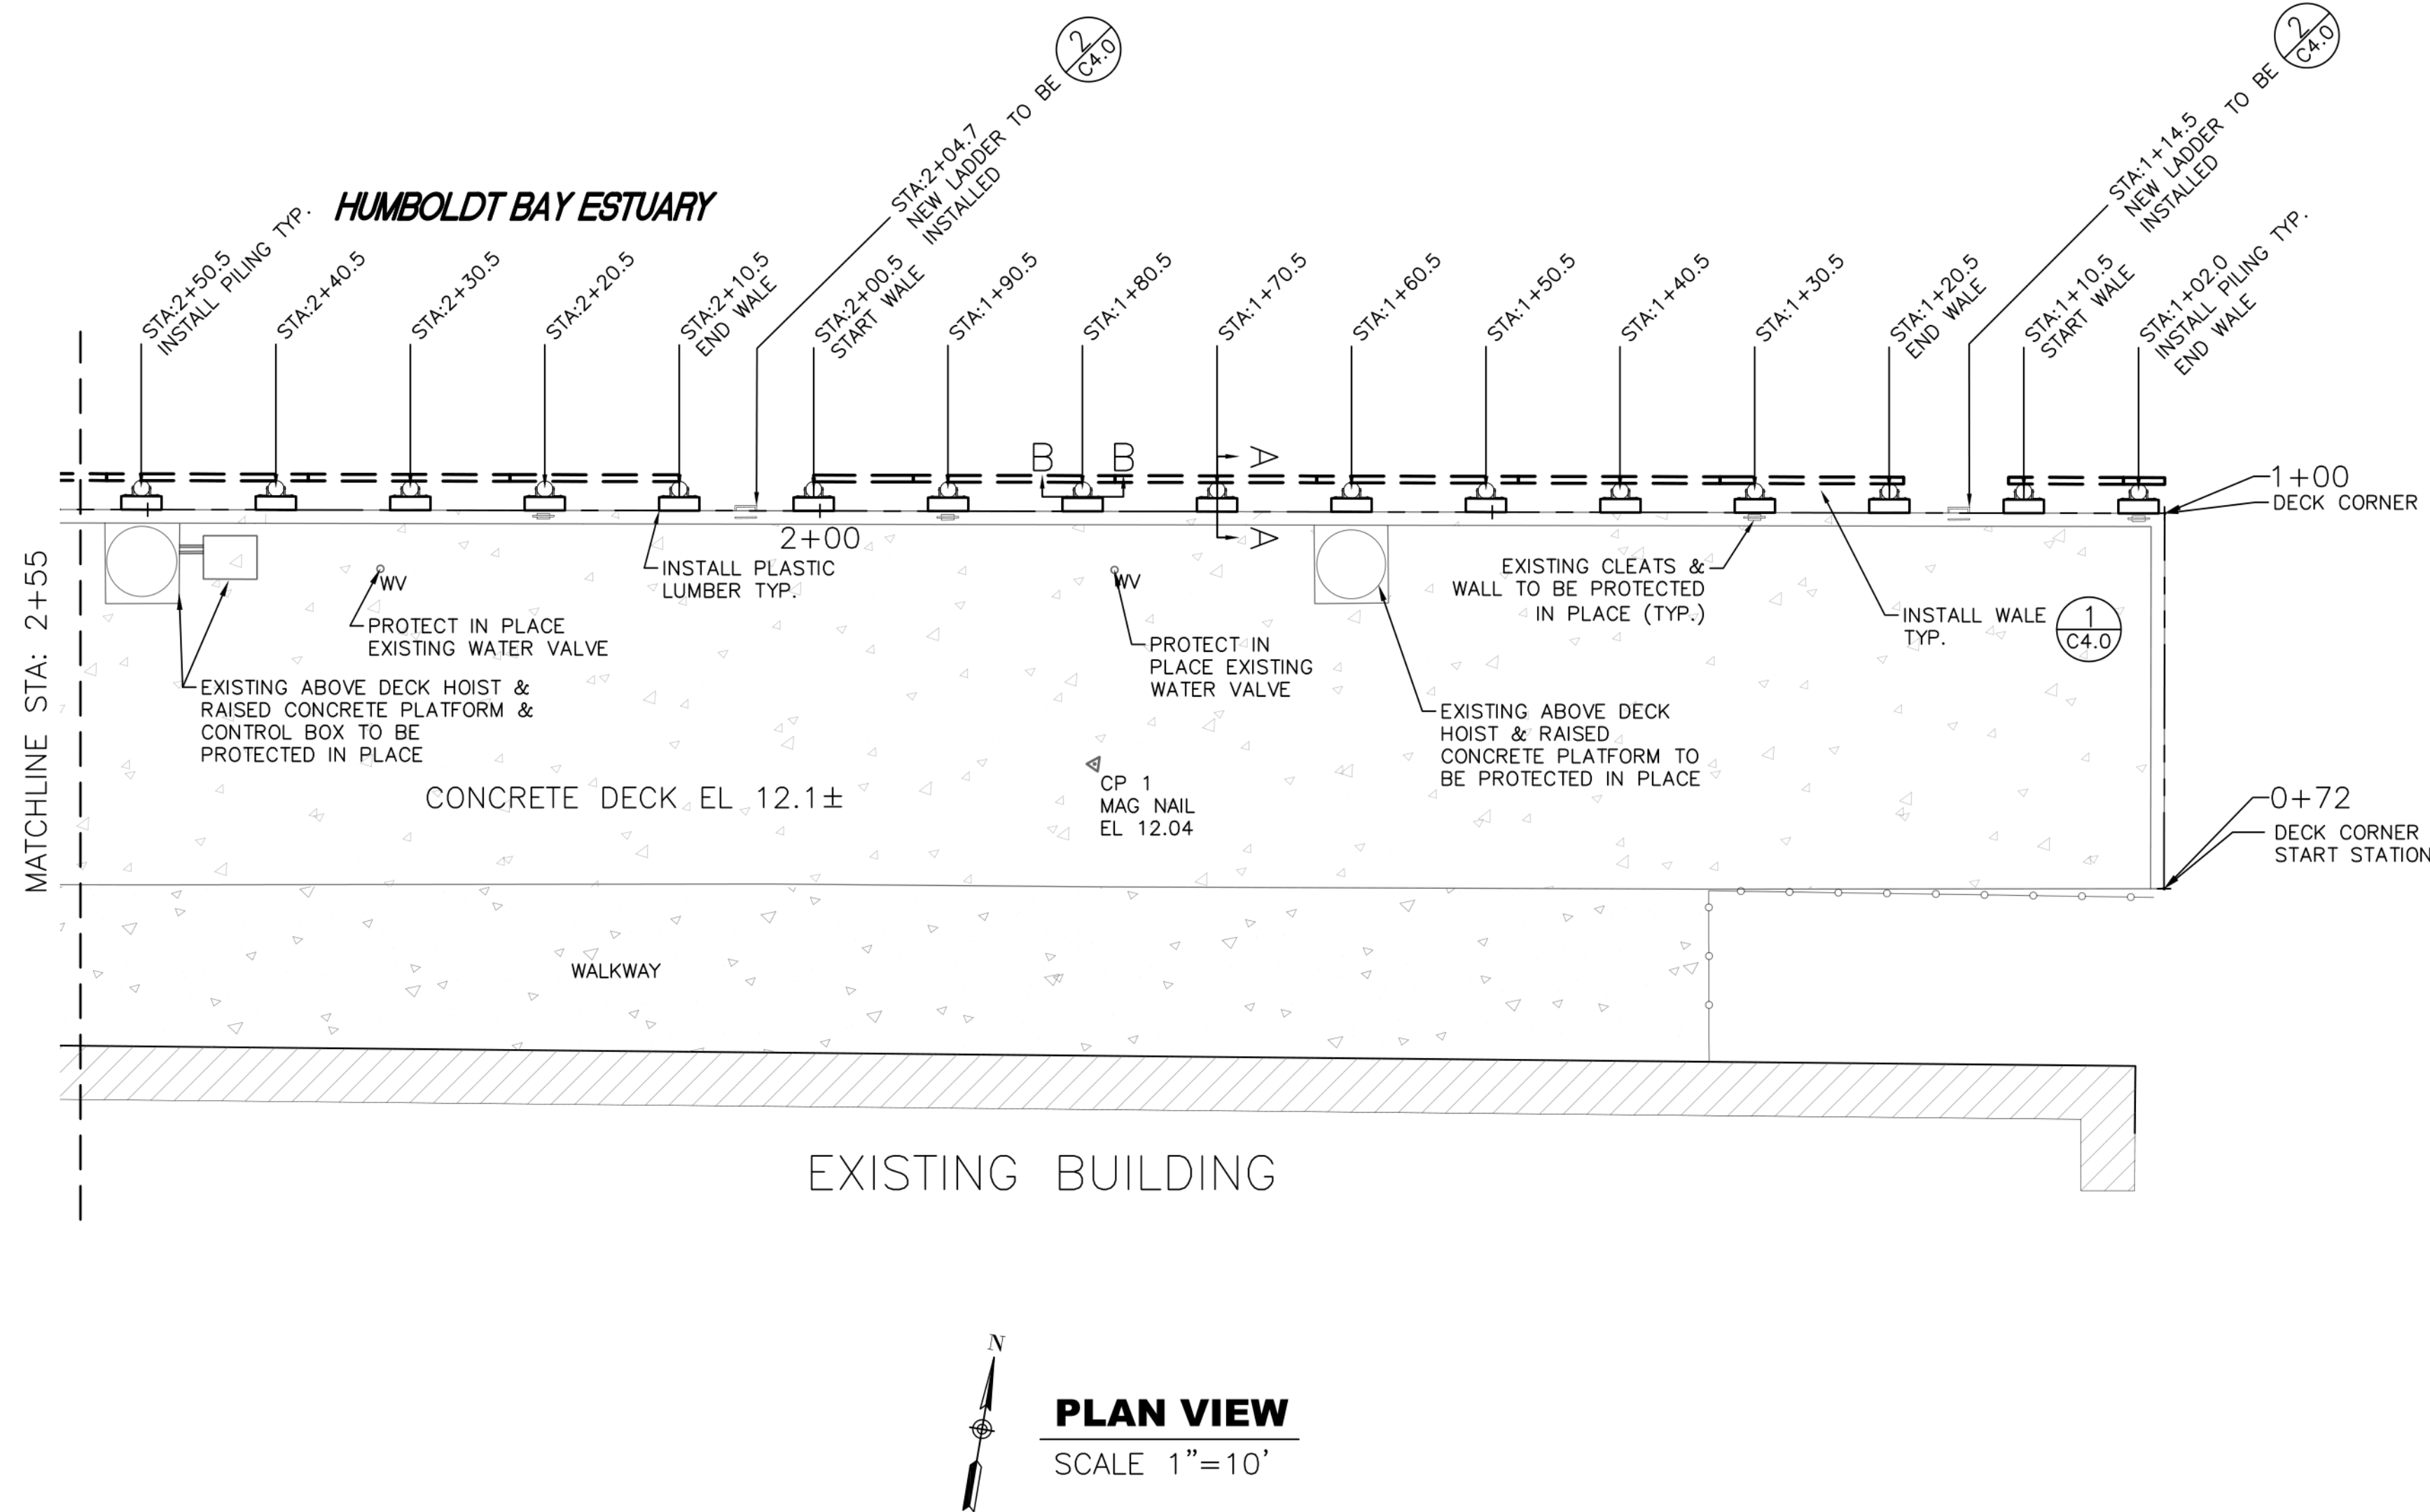 2
C4.0
2
C4.0
STA:2+04.7
NEW LADDER TO BE
INSTALLED
STA:1+14.5
NEW LADDER TO BE
INSTALLED
HUMBOLDT BAY ESTUARY
STA:2+50.5
INSTALL PILING TYP.
STA:2+40.5
STA:2+30.5
STA:2+20.5
STA:2+10.5
END WALE
STA:2+00.5
START WALE
STA:1+90.5
STA:1+80.5
STA:1+70.5
STA:1+60.5
STA:1+50.5
STA:1+40.5
STA:1+30.5
STA:1+20.5
END WALE
STA:1+10.5
START WALE
STA:1+02.0
INSTALL PILING TYP.
END WALE
B
B
A
A
1+00
DECK CORNER
2+00
MATCHLINE STA: 2+55
INSTALL PLASTIC
LUMBER TYP.
WV
PROTECT IN PLACE
EXISTING WATER VALVE
WV
PROTECT IN
PLACE EXISTING
WATER VALVE
EXISTING CLEATS &
WALL TO BE PROTECTED
IN PLACE (TYP.)
INSTALL WALE
TYP.
1
C4.0
EXISTING ABOVE DECK HOIST &
RAISED CONCRETE PLATFORM &
CONTROL BOX TO BE
PROTECTED IN PLACE
EXISTING ABOVE DECK
HOIST & RAISED
CONCRETE PLATFORM TO
BE PROTECTED IN PLACE
CONCRETE DECK EL 12.1±
CP 1
MAG NAIL
EL 12.04
0+72
DECK CORNER
START STATION
WALKWAY
EXISTING BUILDING
N
PLAN VIEW
SCALE 1"=10'